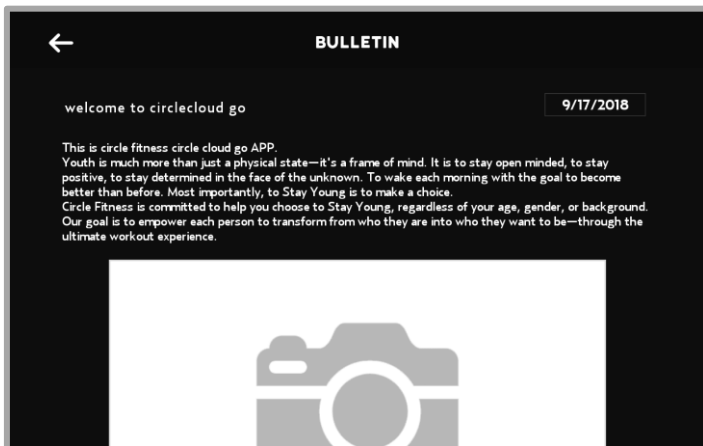 BULLETIN
welcome to circlecloud go
9/17/2018
This is circle fitness circle cloud go APP.
Youth is much more than just a physical state—it's a frame of mind. It is to stay open minded, to stay
positive, to stay determined in the face of the unknown. To wake each morning with the goal to become
better than before. Most importantly, to Stay Young is to make a choice.
Circle Fitness is committed to help you choose to Stay Young, regardless of your age, gender, or background.
Our goal is to empower each person to transform from who they are into who they want to be—through the
ultimate workout experience.